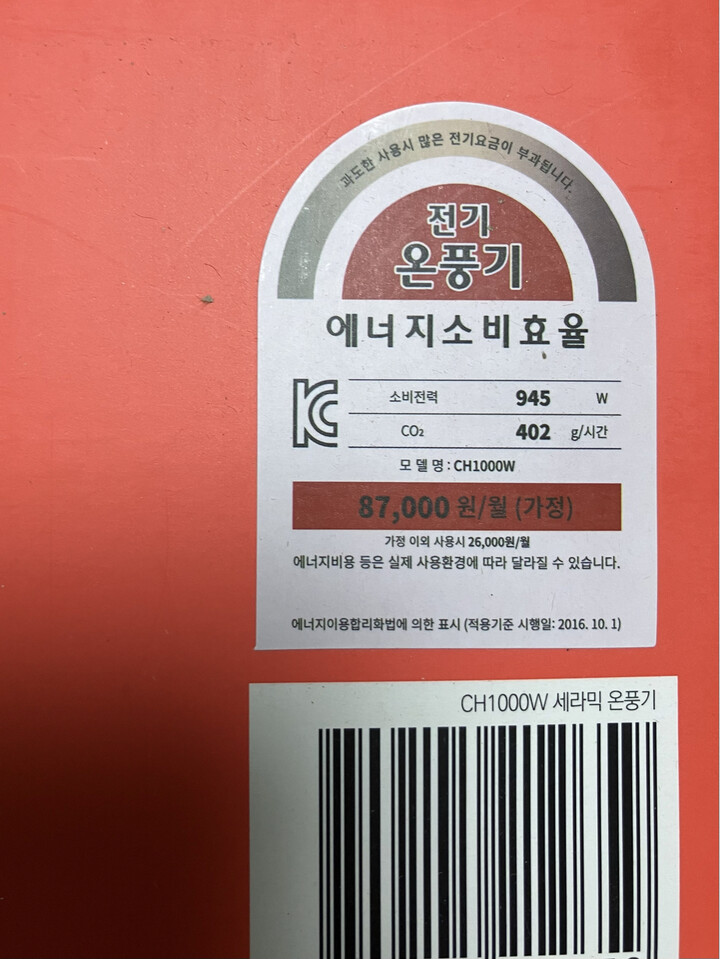 과도한 사용시 많은 전기요금이 부과됩니다.
전기
온풍기
에너지소비효율
소비전력 945 W
CO₂ 402 g/시간
모 델 명 : CH1000W
87,000 원/월 (가정)
가정 이외 사용시 26,000원/월
에너지비용 등은 실제 사용환경에 따라 달라질 수 있습니다.
에너지이용합리화법에 의한 표시 (적용기준 시행일: 2016. 10. 1)
CH1000W 세라믹 온풍기